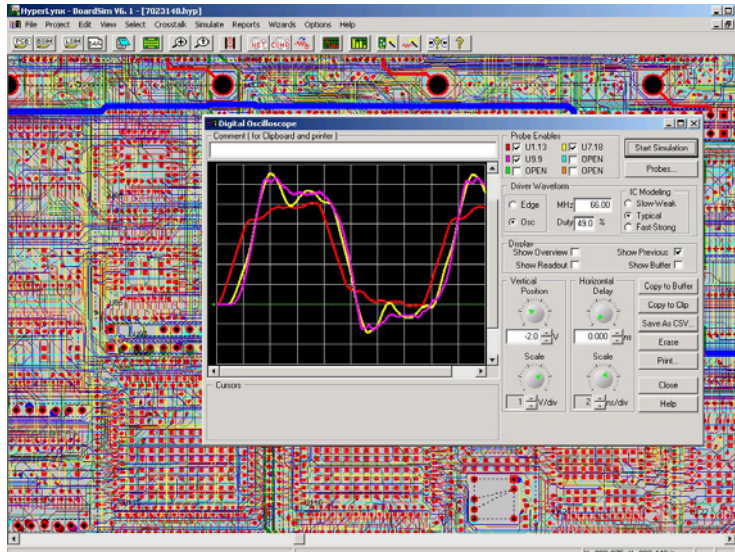 HyperLynx - BoardSim V6.1 - [7023148.hyp]
File Project Edit View Select Crosstalk Simulate Reports Wizards Options Help
Digital Oscilloscope
Comment ( for Clipboard and printer )
Probe Enables
U1.13 U7.18
U9.9 OPEN
OPEN OPEN
Start Simulation
Probes...
Driver Waveform
Edge MHz 66.00
Osc Duty 49.0 %
IC Modeling
Slow-Weak
Typical
Fast-Strong
Display
Show Overview Show Previous
Show Readout Show Buffer
Vertical Horizontal
Position Delay
-2.0 V 0.000 ns
Scale Scale
1 V/div 2 ns/div
Copy to Buffer
Copy to Clip
Save As CSV...
Erase
Print...
Close
Help
Cursors